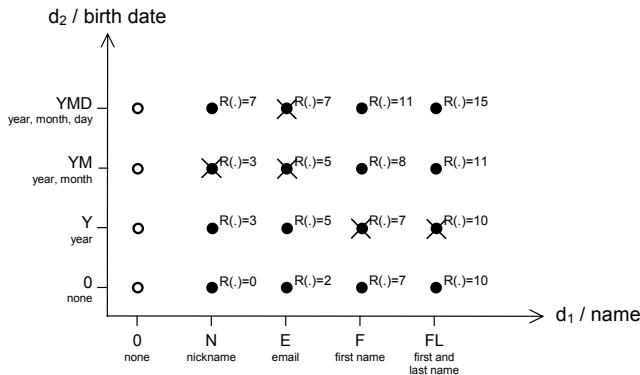 d2 / birth date
YMD R(.)=7 R(.)=7 R(.)=11 R(.)=15
year, month, day
YM R(.)=3 R(.)=5 R(.)=8 R(.)=11
year, month
Y R(.)=3 R(.)=5 R(.)=7 R(.)=10
year
0 R(.)=0 R(.)=2 R(.)=7 R(.)=10
none
d1 / name
0 N E F FL
none nickname email first name first and
last name